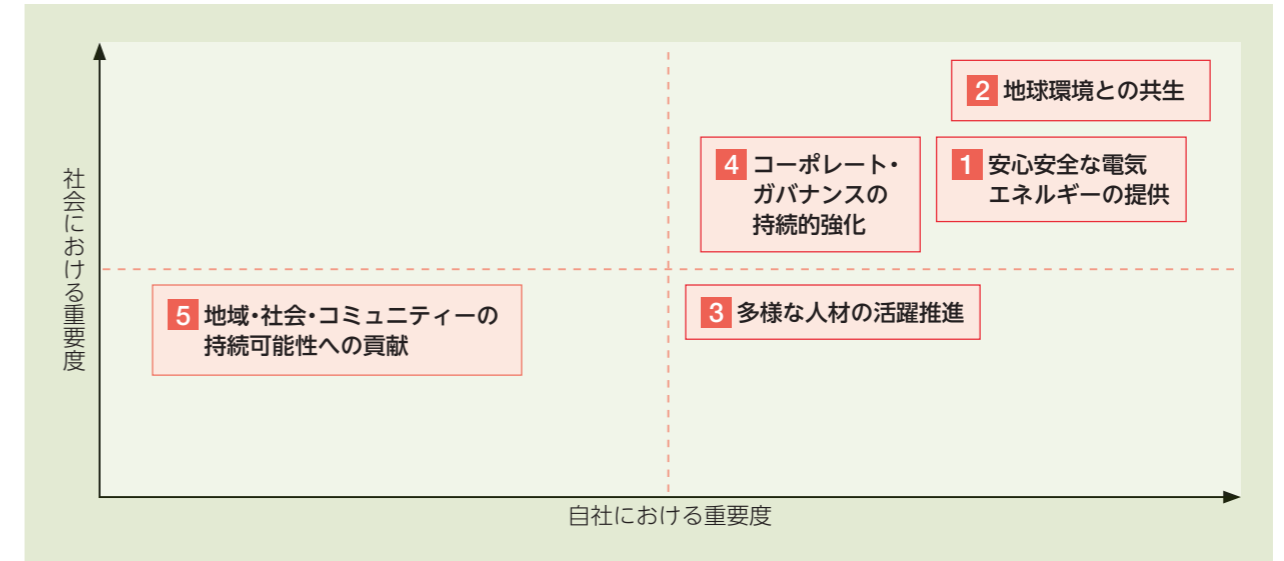 社会における重要度
2 地球環境との共生
4 コーポレート・
ガバナンスの
持続的強化
1 安心安全な電気
エネルギーの提供
5 地域・社会・コミュニティーの
持続可能性への貢献
3 多様な人材の活躍推進
自社における重要度